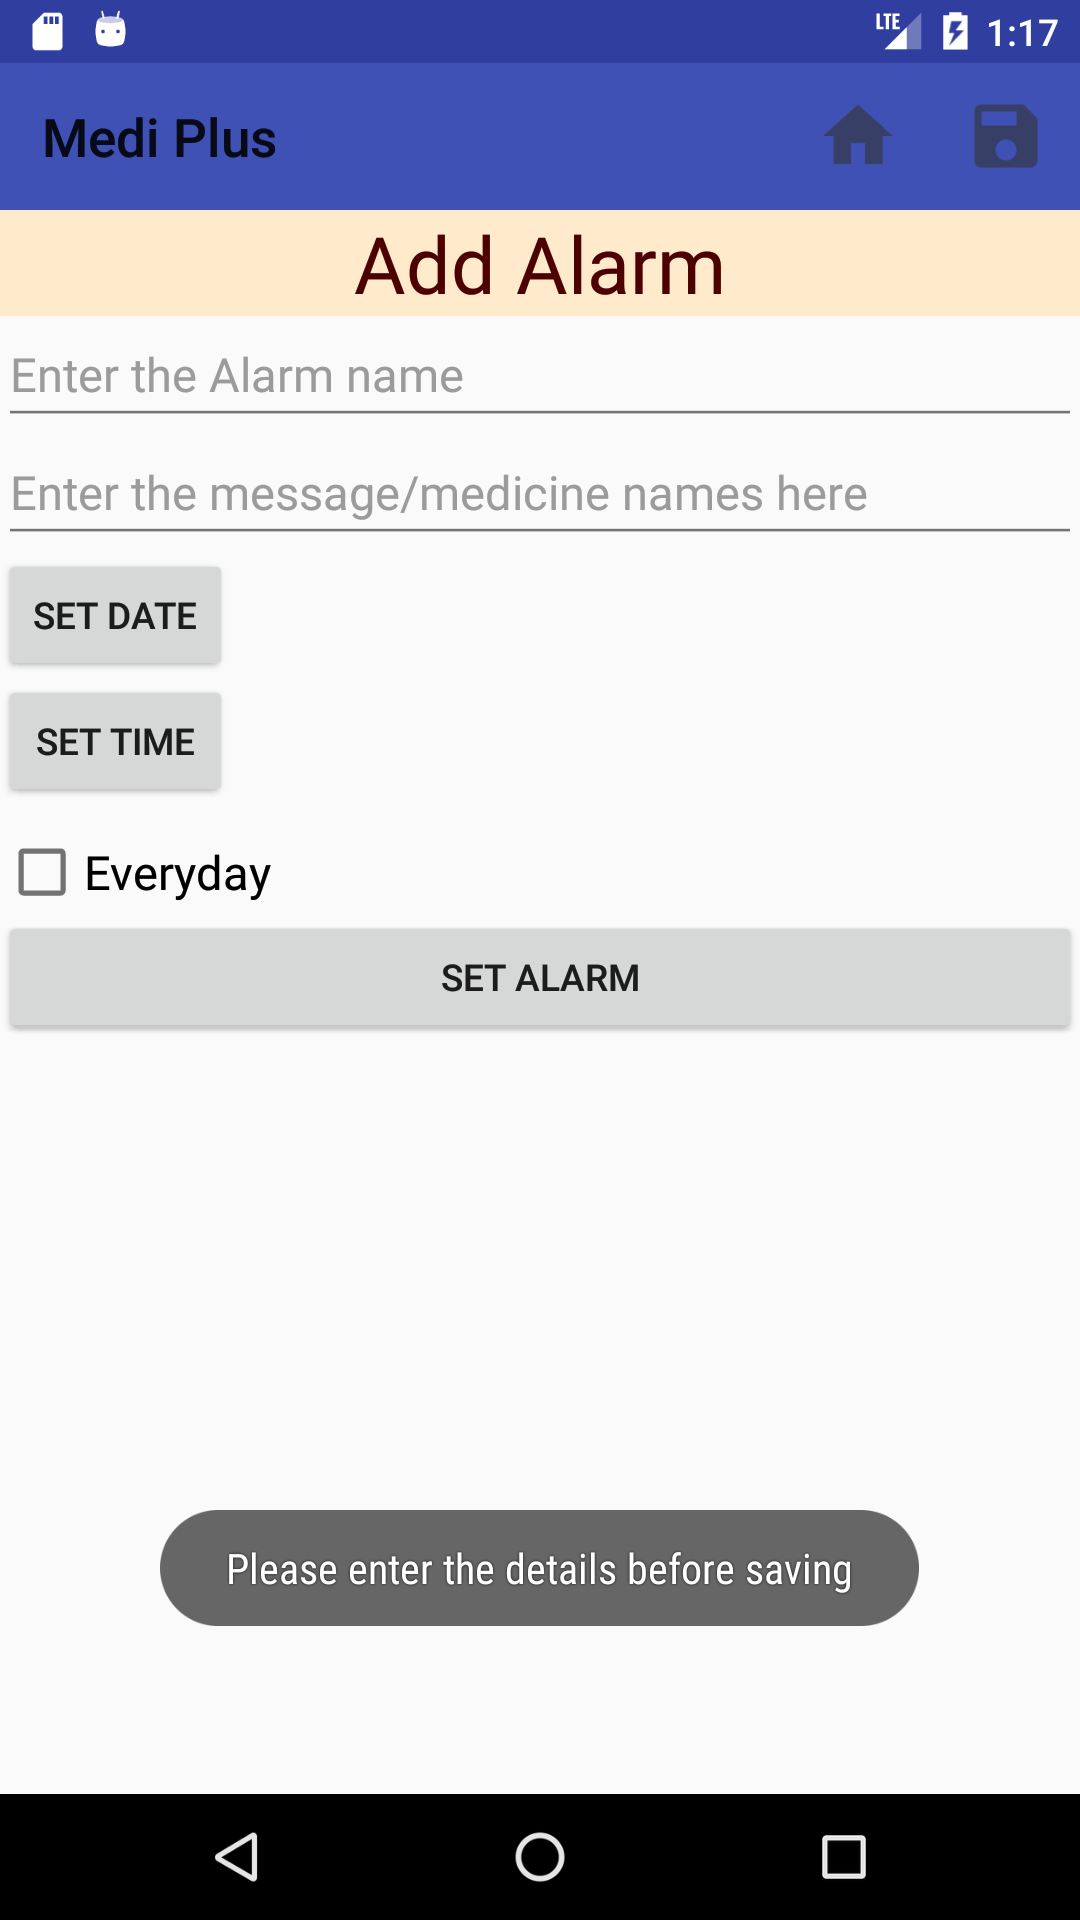 LTE 1:17
Medi Plus
Add Alarm
Enter the Alarm name
Enter the message/medicine names here
SET DATE
SET TIME
Everyday
SET ALARM
Please enter the details before saving